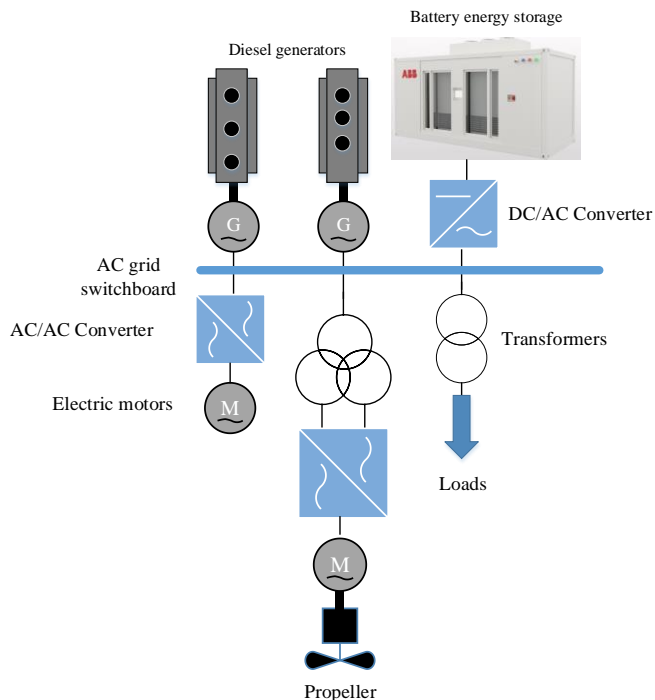 Battery energy storage
Diesel generators
ABB
G
G
DC/AC Converter
AC grid
switchboard
AC/AC Converter
Transformers
Electric motors
M
Loads
M
Propeller